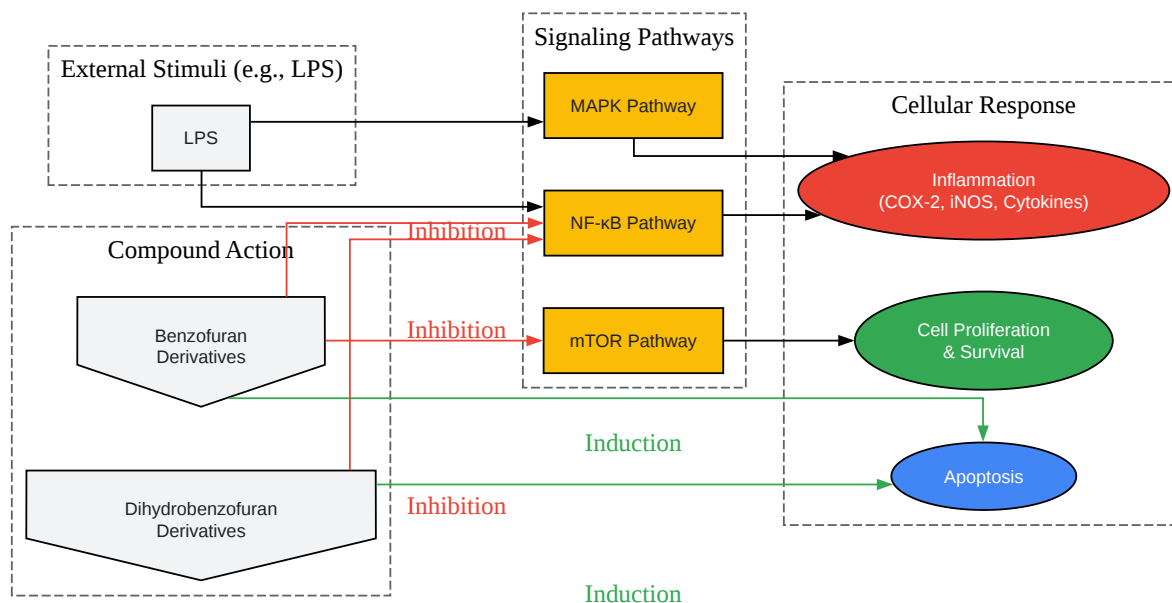 Signaling Pathways
External Stimuli (e.g., LPS)
MAPK Pathway
Cellular Response
LPS
Inflammation
(COX-2, iNOS, Cytokines)
NF-κB Pathway
Inhibition
Compound Action
Benzofuran
Derivatives
Inhibition
mTOR Pathway
Cell Proliferation
& Survival
Induction
Apoptosis
Dihydrobenzofuran
Derivatives
Inhibition
Induction